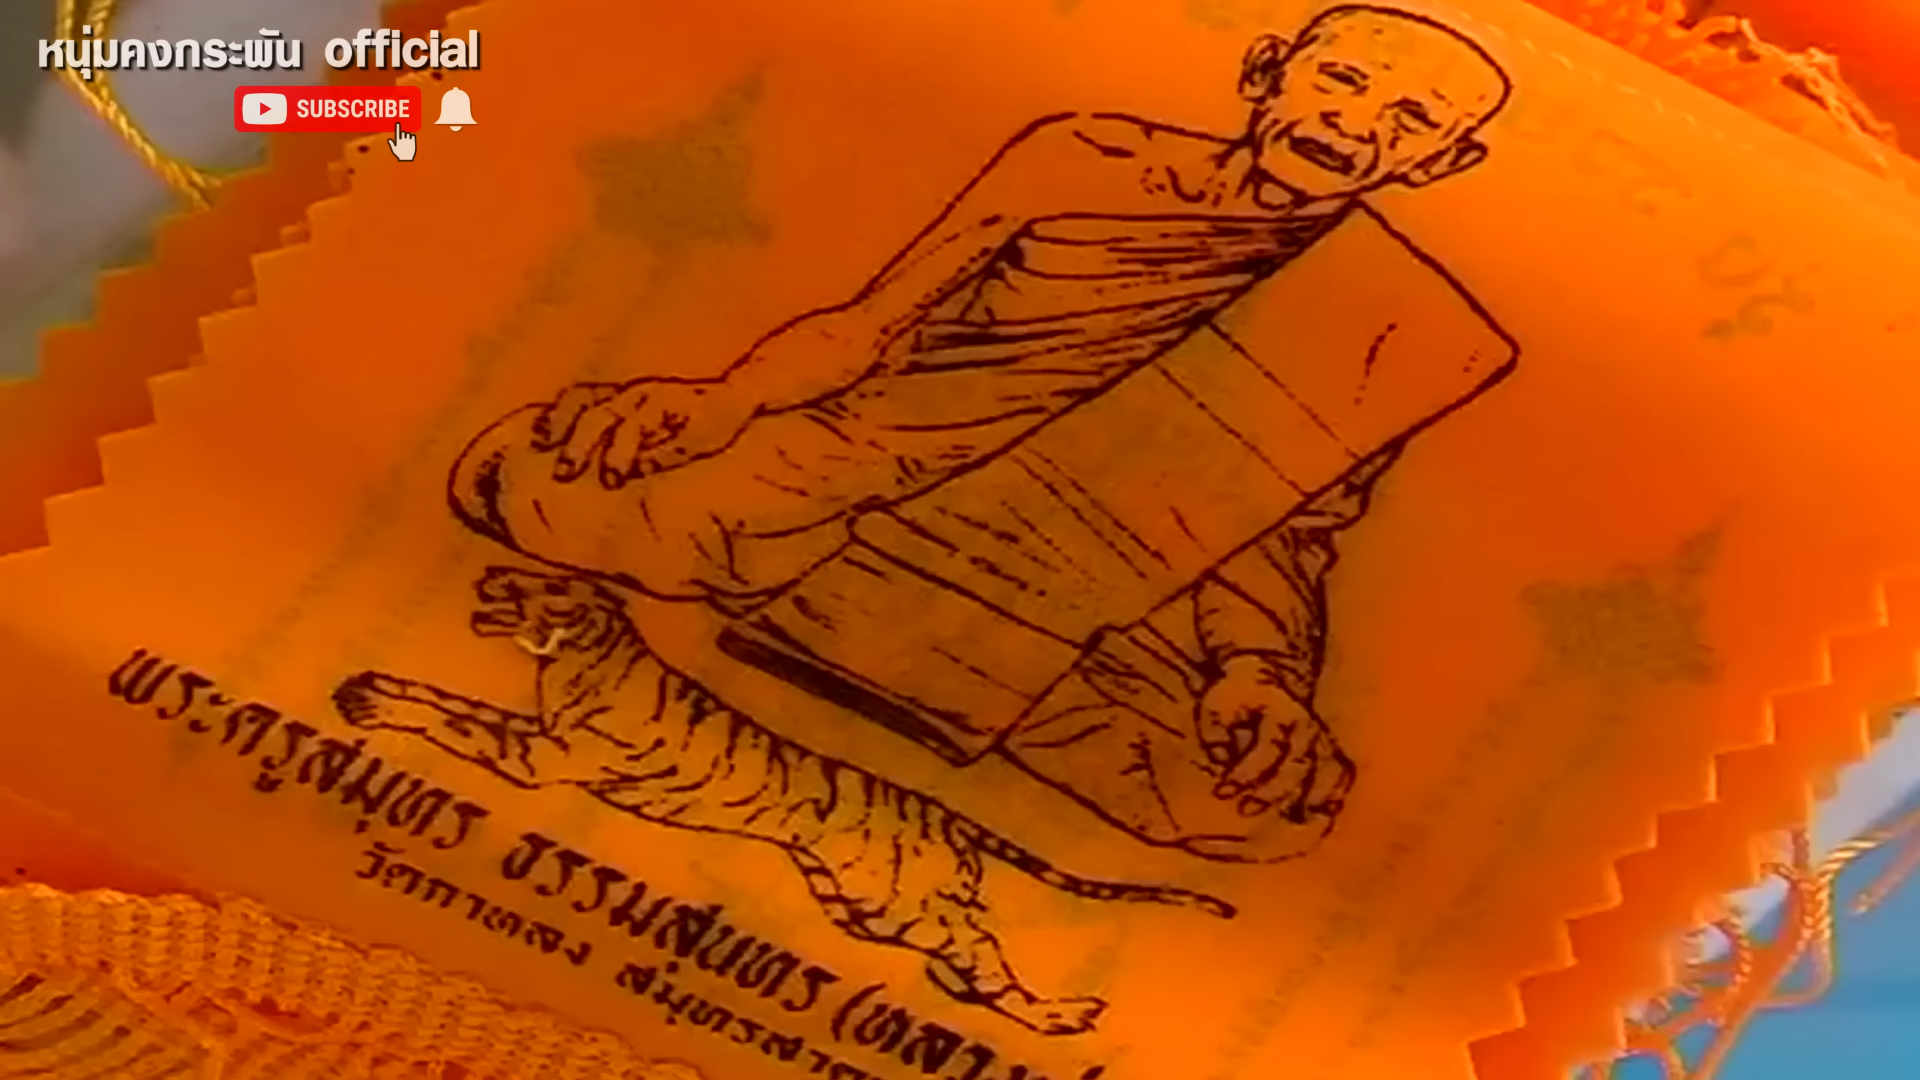 หนุ่มคงกระพัน official
SUBSCRIBE
พระครูสมุทร ธรรมสุนทร (หลวง
วัดกาหลง สมุทรสาคร